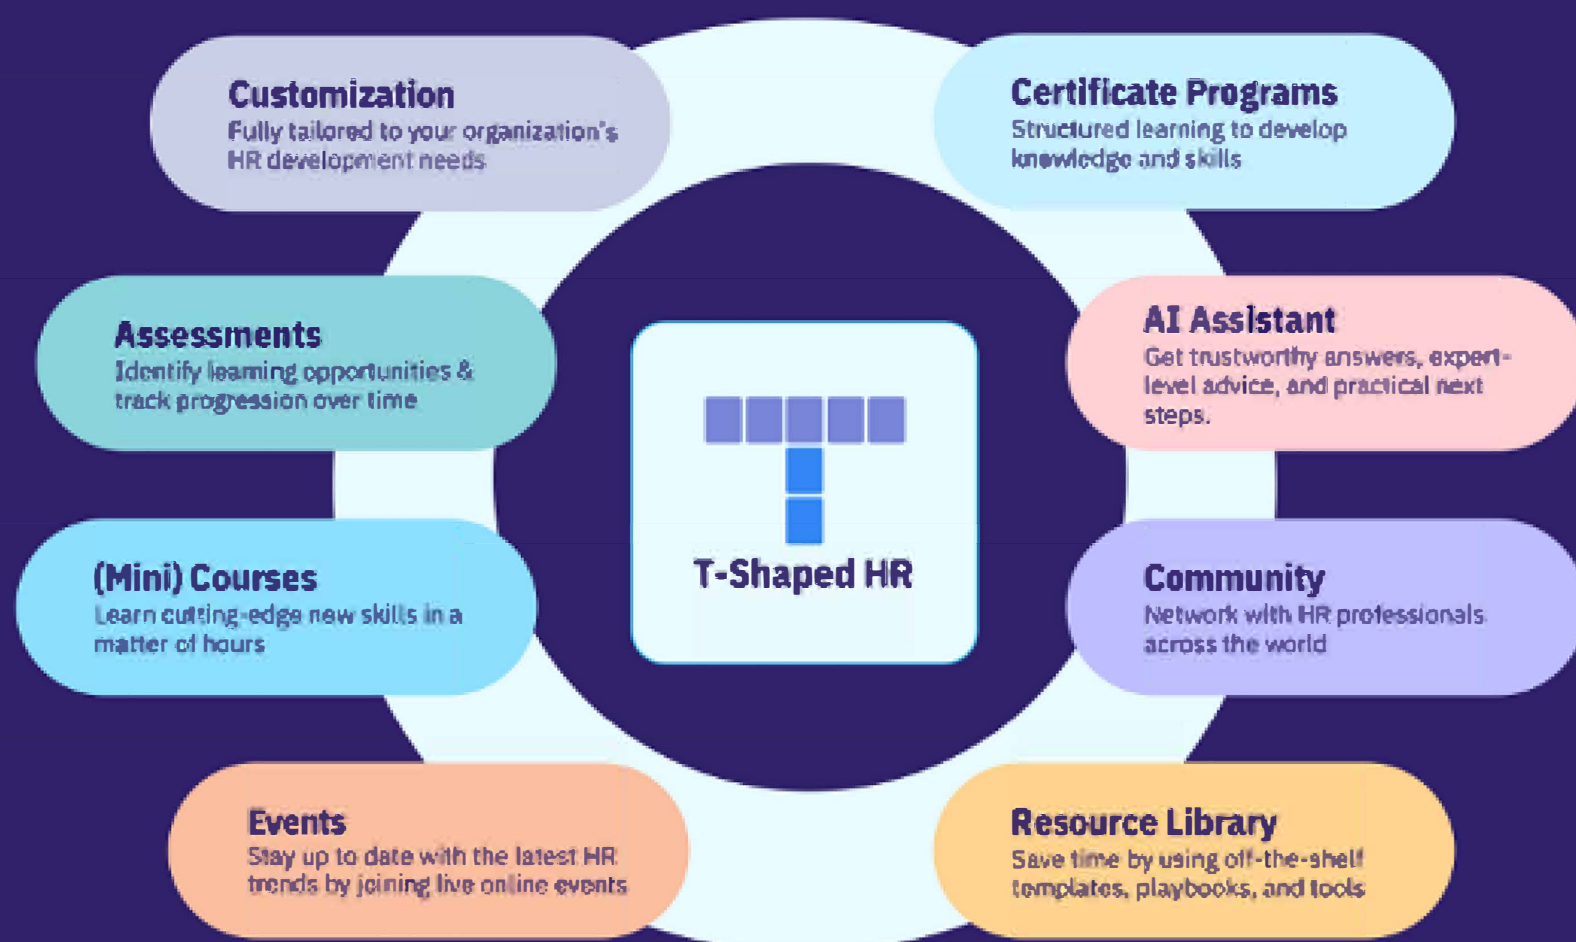 Customization
Fully tailored to your organization's
HR development needs
Certificate Programs
Structured learning to develop
knowledge and skills
Assessments
Identify learning opportunities &
track progression over time
AI Assistant
Get trustworthy answers, expert-
level advice, and practical next
steps.
T-Shaped HR
(Mini) Courses
Learn cutting-edge new skills in a
matter of hours
Community
Network with HR professionals
across the world
Events
Stay up to date with the latest HR
trends by joining live online events
Resource Library
Save time by using off-the-shelf
templates, playbooks, and tools